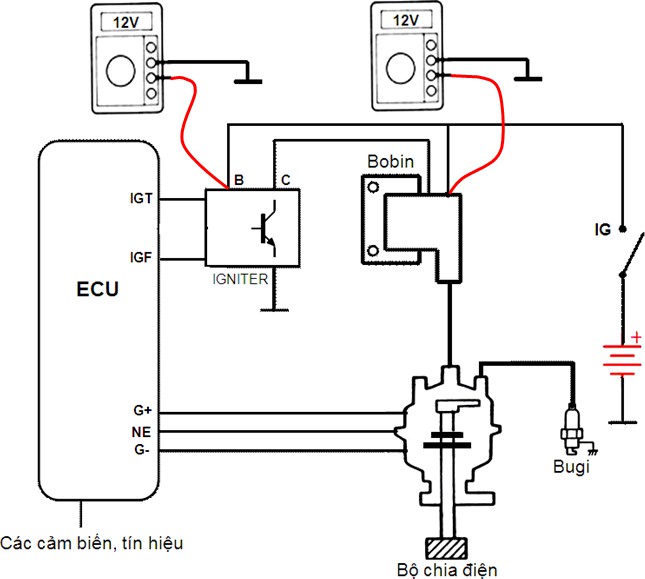 12V
12V
Bobin
B
C
IGT
IG
IGF
IGNITER
ECU
+
G+
NE
G-
Bugi
Các cảm biến, tín hiệu
Bộ chia điện